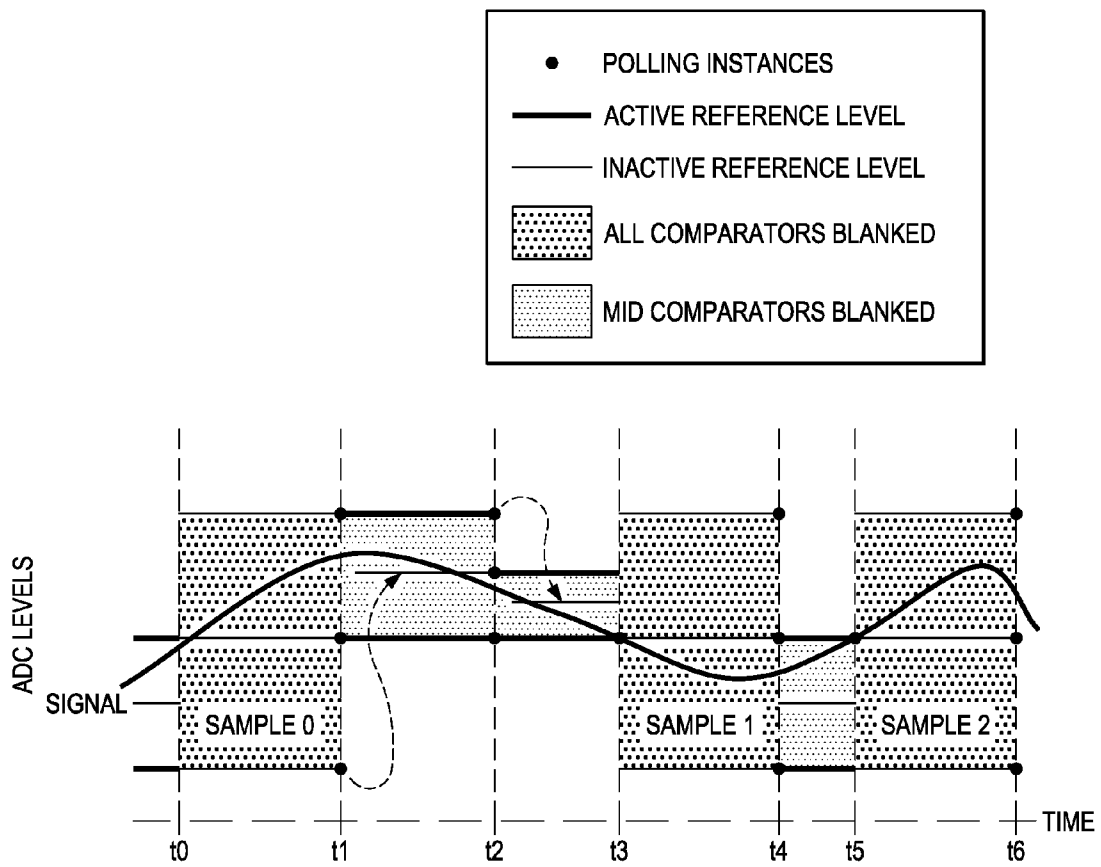 POLLING INSTANCES
ACTIVE REFERENCE LEVEL
INACTIVE REFERENCE LEVEL
ALL COMPARATORS BLANKED
MID COMPARATORS BLANKED
ADC LEVELS
SIGNAL
SAMPLE 0
SAMPLE 1
SAMPLE 2
TIME
t0
t1
t2
t3
t4
t5
t6